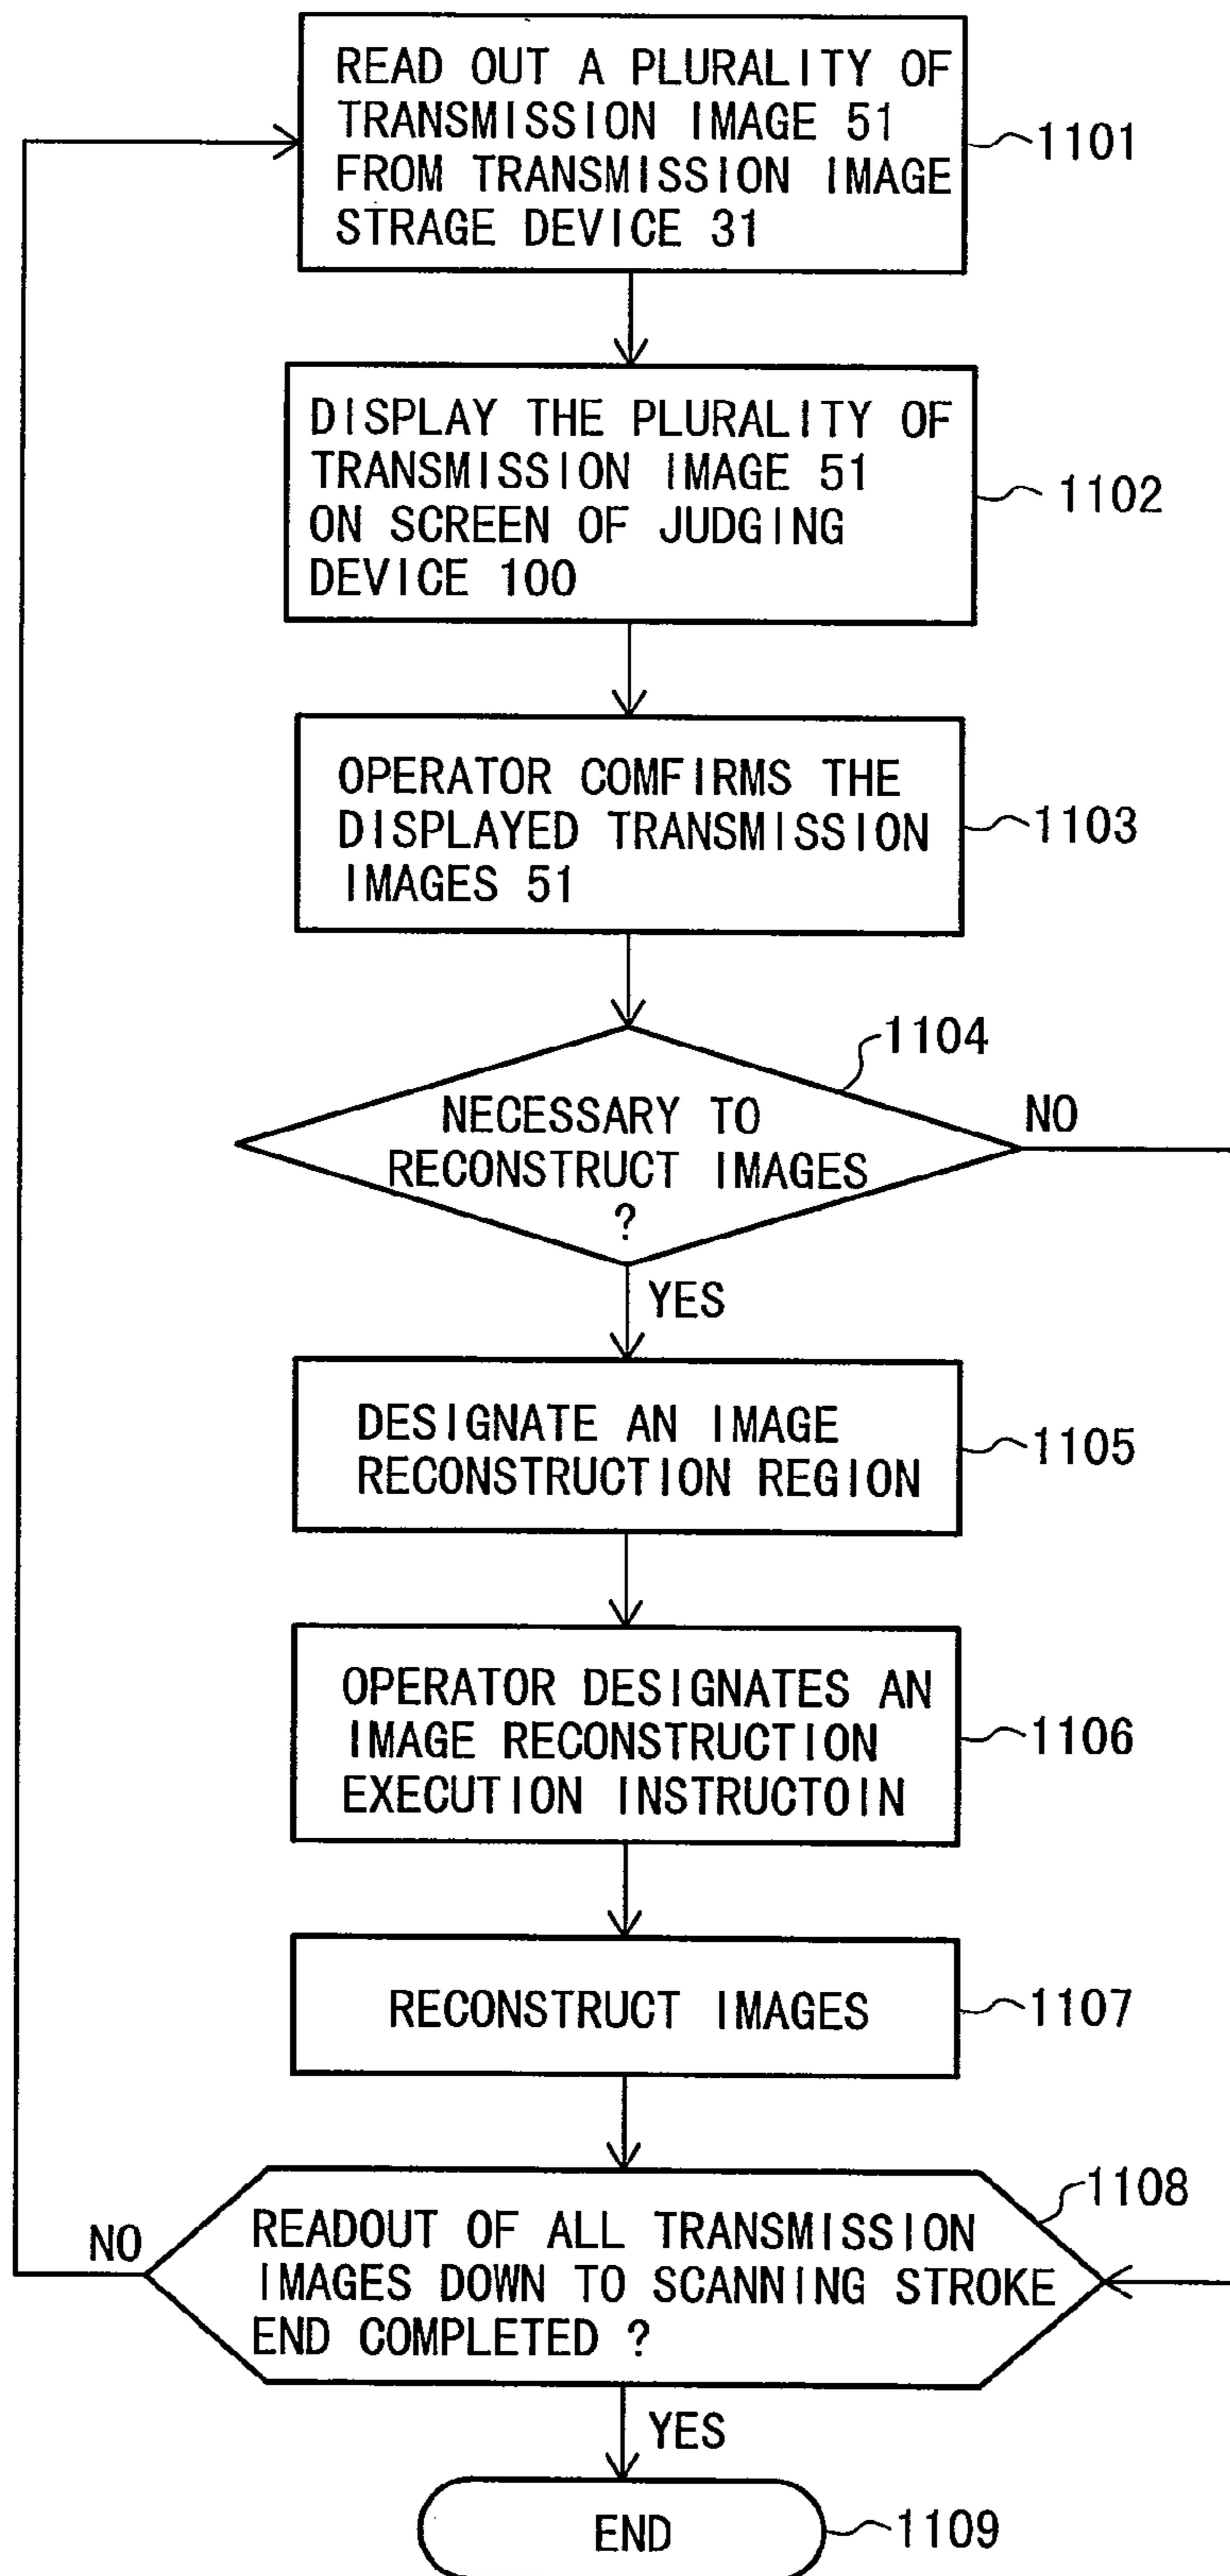 READ OUT A PLURALITY OF
TRANSMISSION IMAGE 51
FROM TRANSMISSION IMAGE
STRAGE DEVICE 31
1101
DISPLAY THE PLURALITY OF
TRANSMISSION IMAGE 51
ON SCREEN OF JUDGING
DEVICE 100
1102
OPERATOR COMFIRMS THE
DISPLAYED TRANSMISSION
IMAGES 51
1103
1104
NECESSARY TO
RECONSTRUCT IMAGES
?
NO
YES
DESIGNATE AN IMAGE
RECONSTRUCTION REGION
1105
OPERATOR DESIGNATES AN
IMAGE RECONSTRUCTION
EXECUTION INSTRUCTOIN
1106
RECONSTRUCT IMAGES
1107
1108
NO
READOUT OF ALL TRANSMISSION
IMAGES DOWN TO SCANNING STROKE
END COMPLETED ?
YES
END
1109